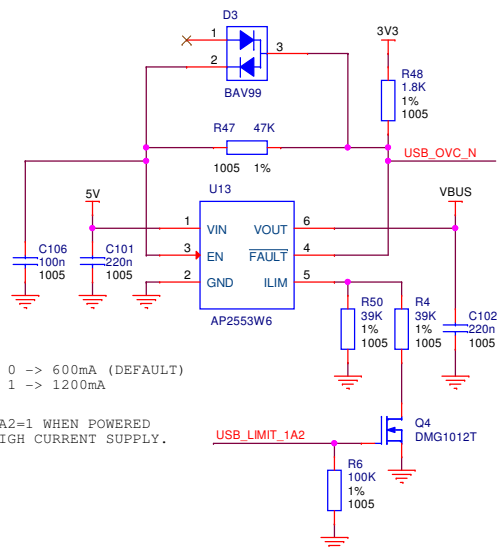 D3
1
2
3
BAV99
3V3
R48
1.8K
1%
1005
R47 47K
1005 1%
USB_OVC_N
U13
5V
VBUS
1 VIN VOUT 6
3 EN FAULT 4
2 GND ILIM 5
AP2553W6
C106
100n
1005
C101
220n
1005
R50
39K
1%
1005
R4
39K
1%
1005
C102
220n
1005
0 -> 600mA (DEFAULT)
1 -> 1200mA
A2=1 WHEN POWERED
IGH CURRENT SUPPLY.
USB_LIMIT_1A2
Q4
DMG1012T
R6
100K
1%
1005